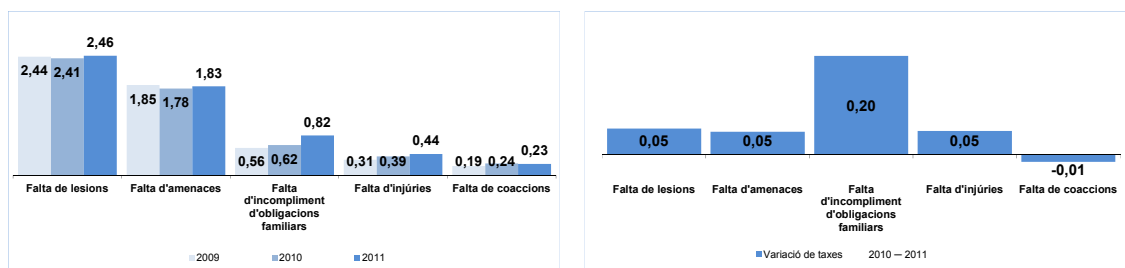 2,44 2,41 2,46
1,85 1,78 1,83
0,56 0,62 0,82
0,31 0,39 0,44
0,19 0,24 0,23
Falta de lesions
Falta d'amenaces
Falta
d'incompliment
d'obligacions
familiars
Falta d'injúries
Falta de coaccions
2009 2010 2011
0,05
0,05
0,20
0,05
-0,01
Falta de lesions
Falta d'amenaces
Falta
d'incompliment
d'obligacions
familiars
Falta d'injúries
Falta de coaccions
Variació de taxes 2010 — 2011